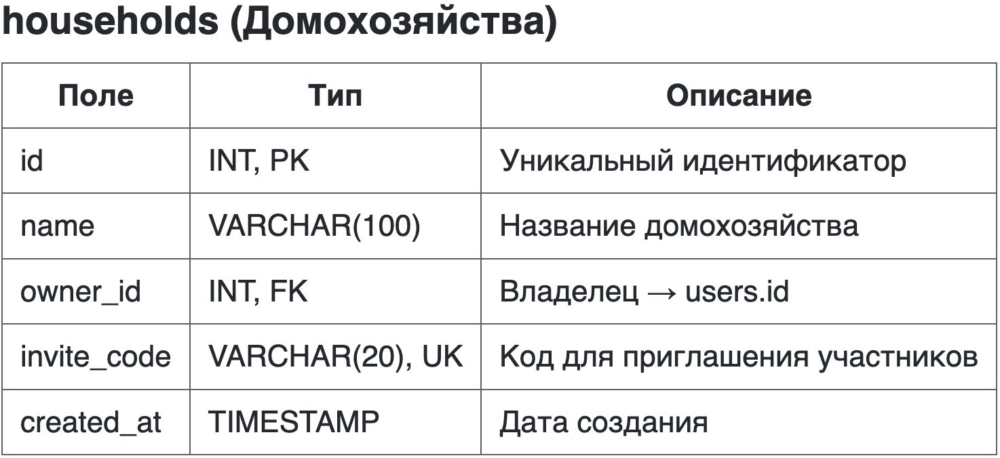 households (Домохозяйства)
Поле Тип Описание
id INT, PK Уникальный идентификатор
name VARCHAR(100) Название домохозяйства
owner_id INT, FK Владелец → users.id
invite_code VARCHAR(20), UK Код для приглашения участников
created_at TIMESTAMP Дата создания